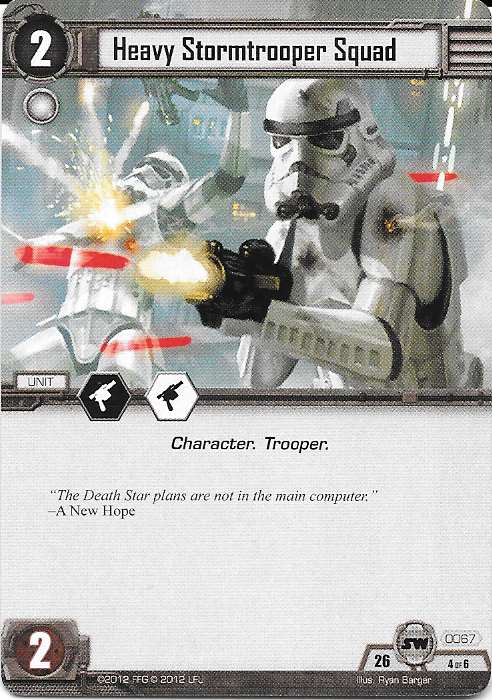 2
Heavy Stormtrooper Squad
UNIT
Character. Trooper.
“The Death Star plans are not in the main computer.”
–A New Hope
2
SW
0067
26
4 OF 6
©2012 FFG © 2012 LFL
Illus. Ryan Barger